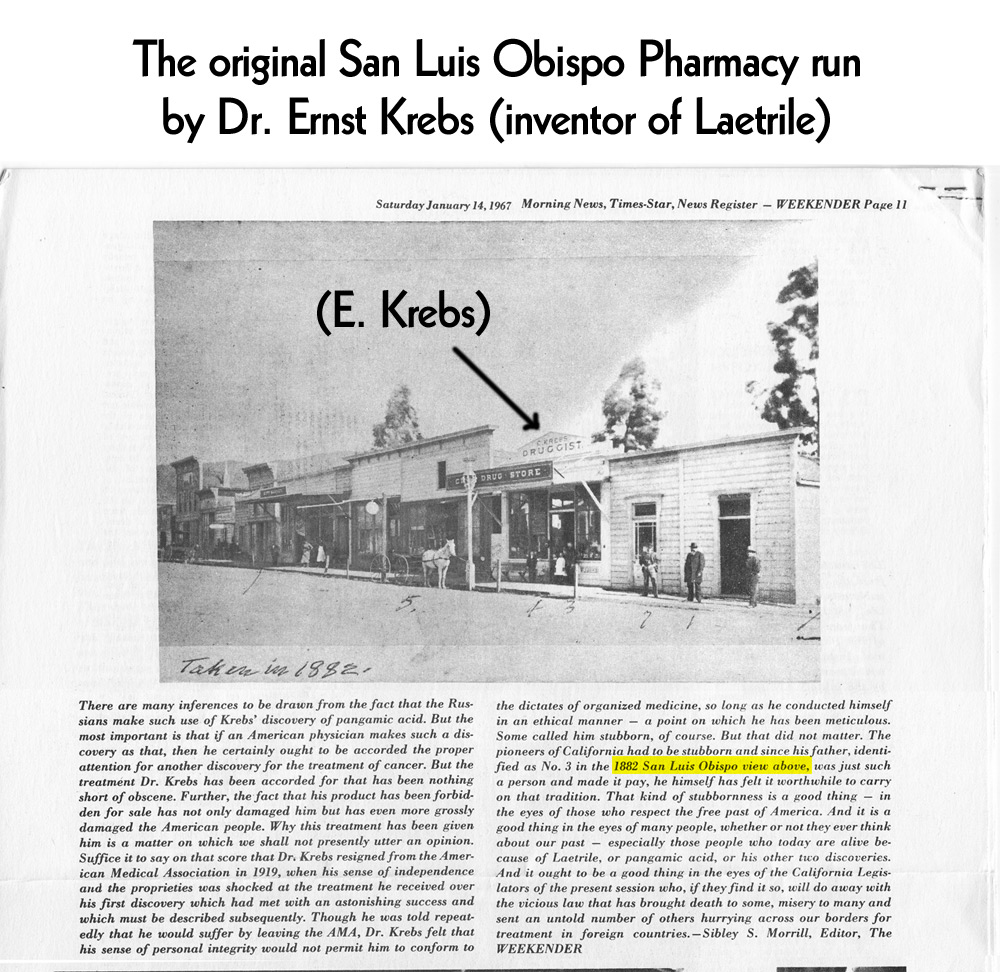 The original San Luis Obispo Pharmacy run
by Dr. Ernst Krebs (inventor of Laetrile)
Saturday January 14, 1967 Morning News, Times-Star, News Register — WEEKENDER Page 11
(E. Krebs)
DRUGGIST.
DRUG STORE
5.
3
7
1
Taken in 1882.
There are many inferences to be drawn from the fact that the Rus-
sians make such use of Krebs' discovery of pangamic acid. But the
most important is that if an American physician makes such a dis-
covery as that, then he certainly ought to be accorded the proper
attention for another discovery for the treatment of cancer. But the
treatment Dr. Krebs has been accorded for that has been nothing
short of obscene. Further, the fact that his product has been forbid-
den for sale has not only damaged him but has even more grossly
damaged the American people. Why this treatment has been given
him is a matter on which we shall not presently utter an opinion.
Suffice it to say on that score that Dr. Krebs resigned from the Amer-
ican Medical Association in 1919, when his sense of independence
and the proprieties was shocked at the treatment he received over
his first discovery which had met with an astonishing success and
which must be described subsequently. Though he was told repeat-
edly that he would suffer by leaving the AMA, Dr. Krebs felt that
his sense of personal integrity would not permit him to conform to
the dictates of organized medicine, so long as he conducted himself
in an ethical manner — a point on which he has been meticulous.
Some called him stubborn, of course. But that did not matter. The
pioneers of California had to be stubborn and since his father, identi-
fied as No. 3 in the 1882 San Luis Obispo view above, was just such
a person and made it pay, he himself has felt it worthwhile to carry
on that tradition. That kind of stubbornness is a good thing — in
the eyes of those who respect the free past of America. And it is a
good thing in the eyes of many people, whether or not they ever think
about our past — especially those people who today are alive be-
cause of Laetrile, or pangamic acid, or his other two discoveries.
And it ought to be a good thing in the eyes of the California Legis-
lators of the present session who, if they find it so, will do away with
the vicious law that has brought death to some, misery to many and
sent an untold number of others hurrying across our borders for
treatment in foreign countries.—Sibley S. Morrill, Editor, The
WEEKENDER